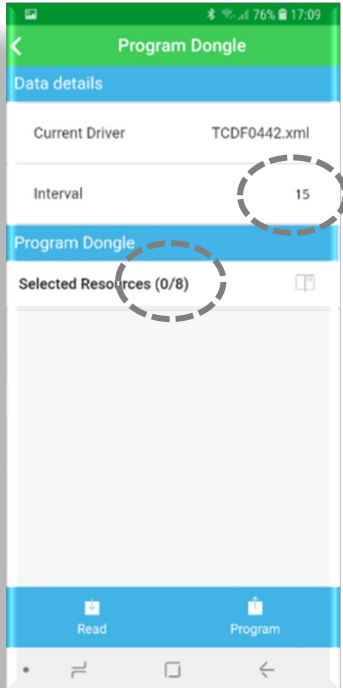 76% 17:09
Program Dongle
Data details
Current Driver TCDF0442.xml
Interval 15
Program Dongle
Selected Resources (0/8)
Read Program